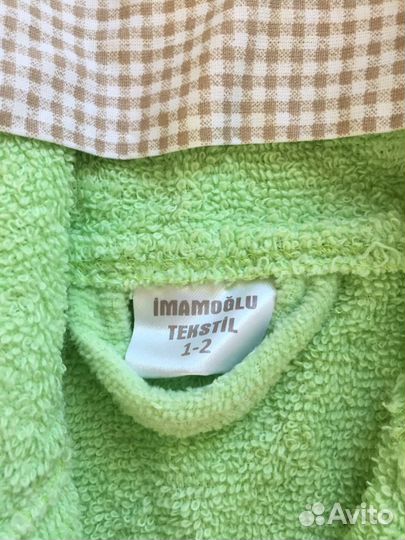 İMAMOĞLU
TEKSTİL
1-2
Avito